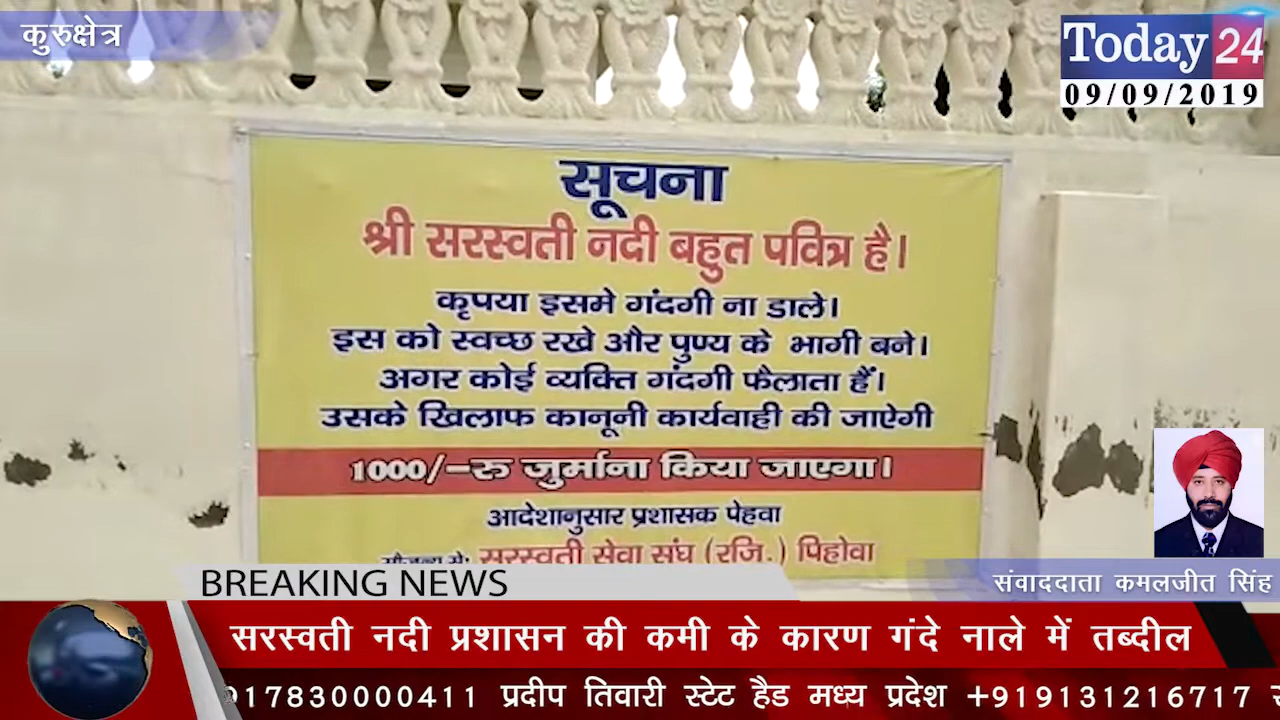 कुरुक्षेत्र
Today 24
09/09/2019
सूचना
श्री सरस्वती नदी बहुत पवित्र है।
कृपया इसमे गंदगी ना डाले।
इस को स्वच्छ रखे और पुण्य के भागी बने।
अगर कोई व्यक्ति गंदगी फैलाता हैं।
उसके खिलाफ कानूनी कार्यवाही की जाऐगी
1000/-रु जुर्माना किया जाएगा।
आदेशानुसार प्रशासक पेहवा
सरस्वती सेवा संघ (रजि.) पिहोवा
संवाददाता कमलजीत सिंह
BREAKING NEWS
सरस्वती नदी प्रशासन की कमी के कारण गंदे नाले में तब्दील
917830000411 प्रदीप तिवारी स्टेट हैड मध्य प्रदेश +919131216717